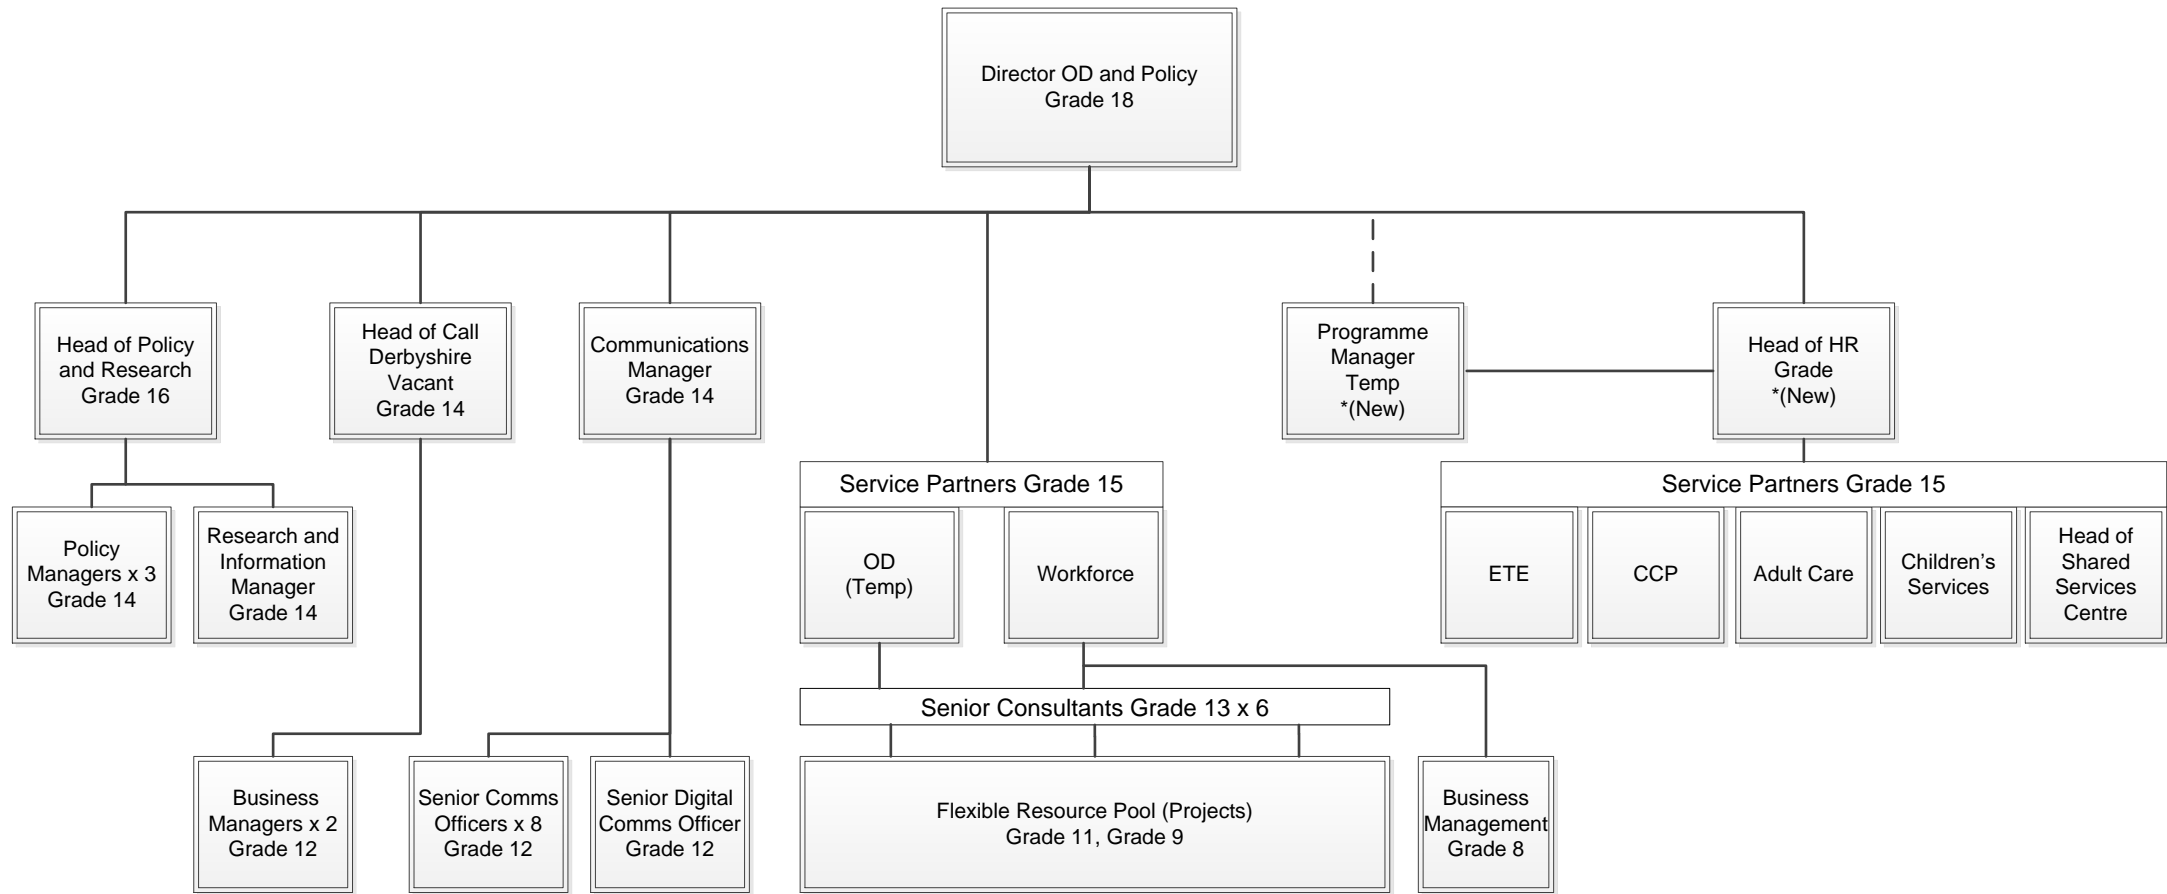 Director OD and Policy
Grade 18
Head of Policy
and Research
Grade 16
Head of Call
Derbyshire
Vacant
Grade 14
Communications
Manager
Grade 14
Programme
Manager
Temp
*(New)
Head of HR
Grade
*(New)
Service Partners Grade 15
Service Partners Grade 15
Policy
Managers x 3
Grade 14
Research and
Information
Manager
Grade 14
OD
(Temp)
Workforce
ETE
CCP
Adult Care
Children’s
Services
Head of
Shared
Services
Centre
Senior Consultants Grade 13 x 6
Business
Managers x 2
Grade 12
Senior Comms
Officers x 8
Grade 12
Senior Digital
Comms Officer
Grade 12
Flexible Resource Pool (Projects)
Grade 11, Grade 9
Business
Management
Grade 8